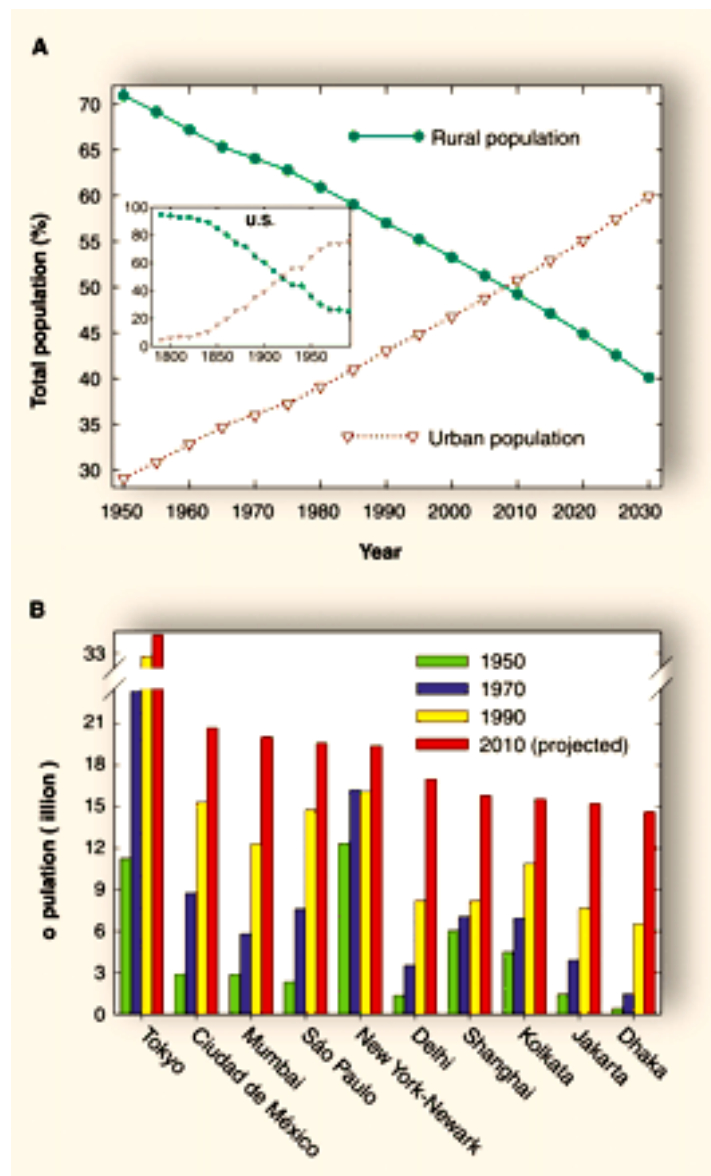 A
70
65
60
55
50
45
40
35
30
Total population (%)
Rural population
U.S.
100
80
60
40
20
0
1800
1850
1900
1950
Urban population
1950
1960
1970
1980
1990
2000
2010
2020
2030
Year
B
33
21
18
15
12
9
6
3
0
o pulation ( illion )
1950
1970
1990
2010 (projected)
Tokyo
Ciudad de México
Mumbai
São Paulo
New York-Newark
Delhi
Shanghai
Kolkata
Jakarta
Dhaka